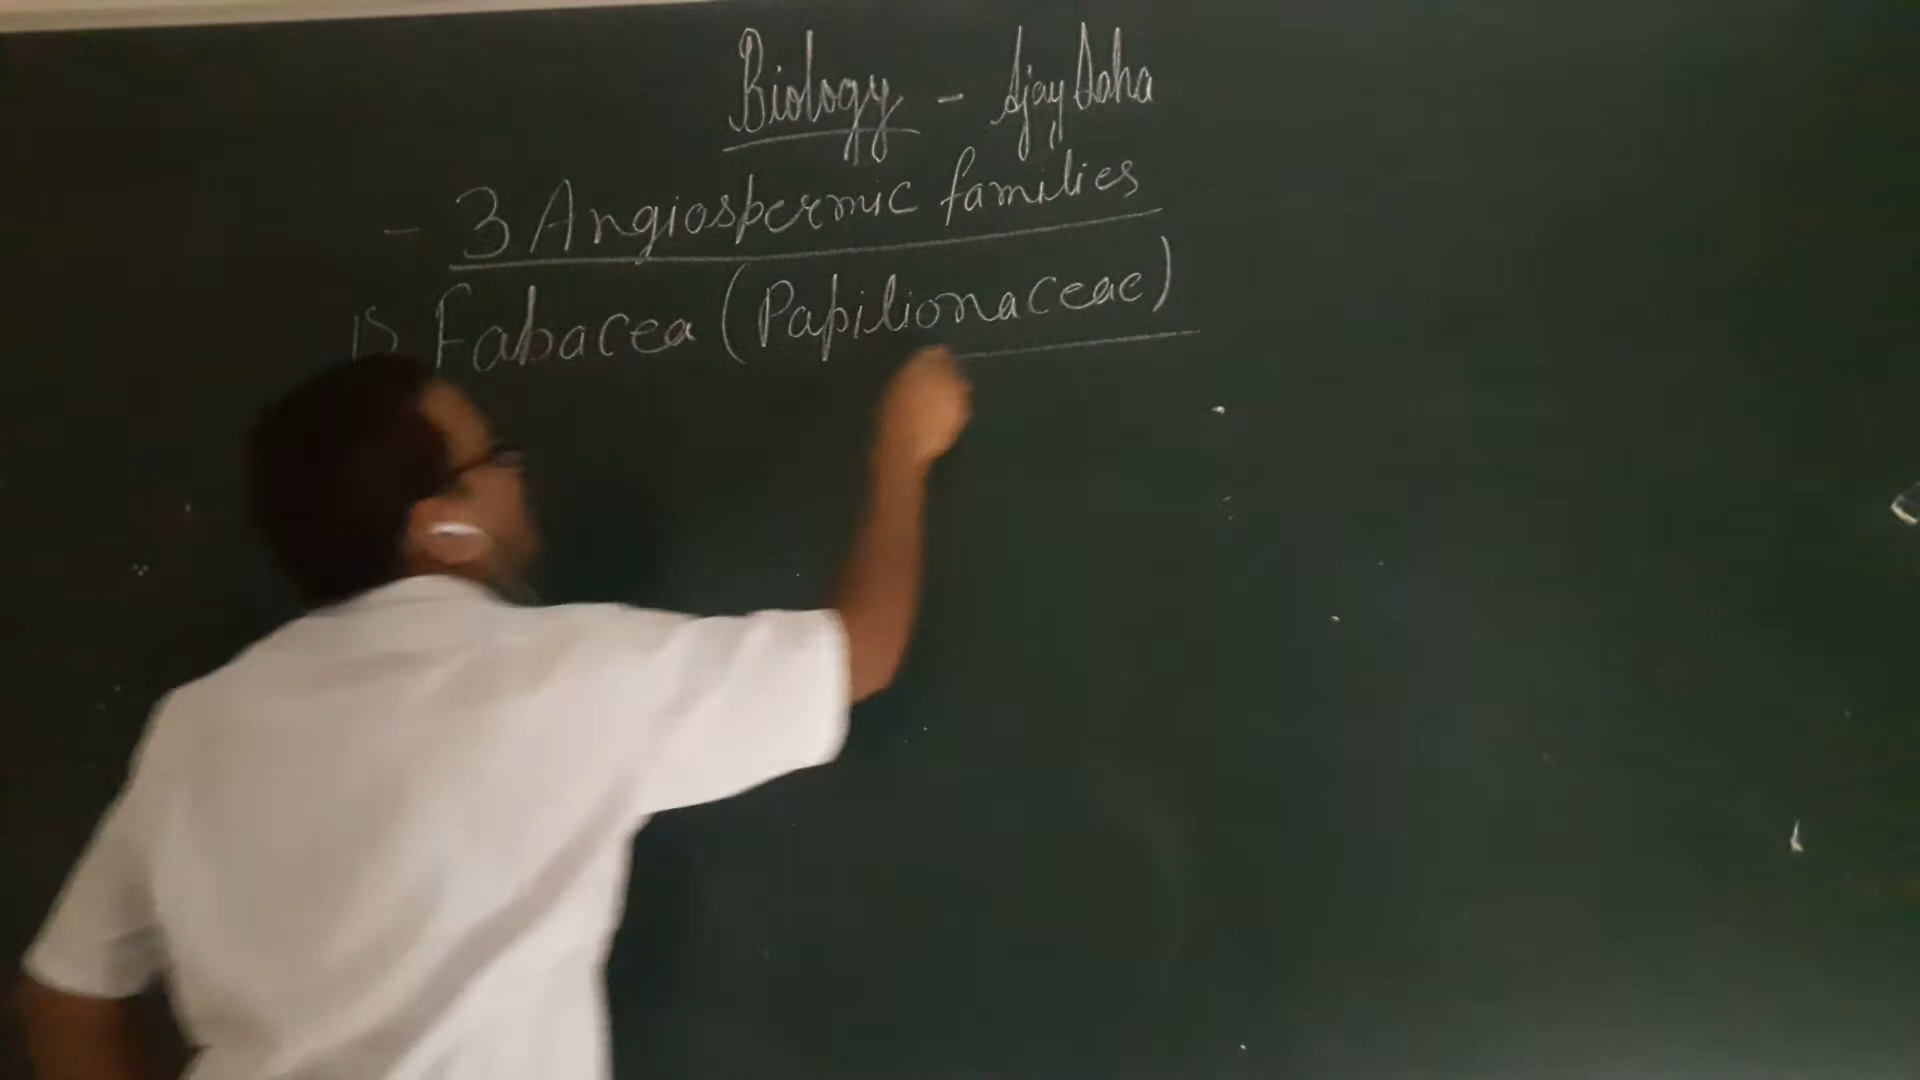 Biology - Ajay Saha
- 3 Angiospermic families
1) Fabacea (Papilionaceae)